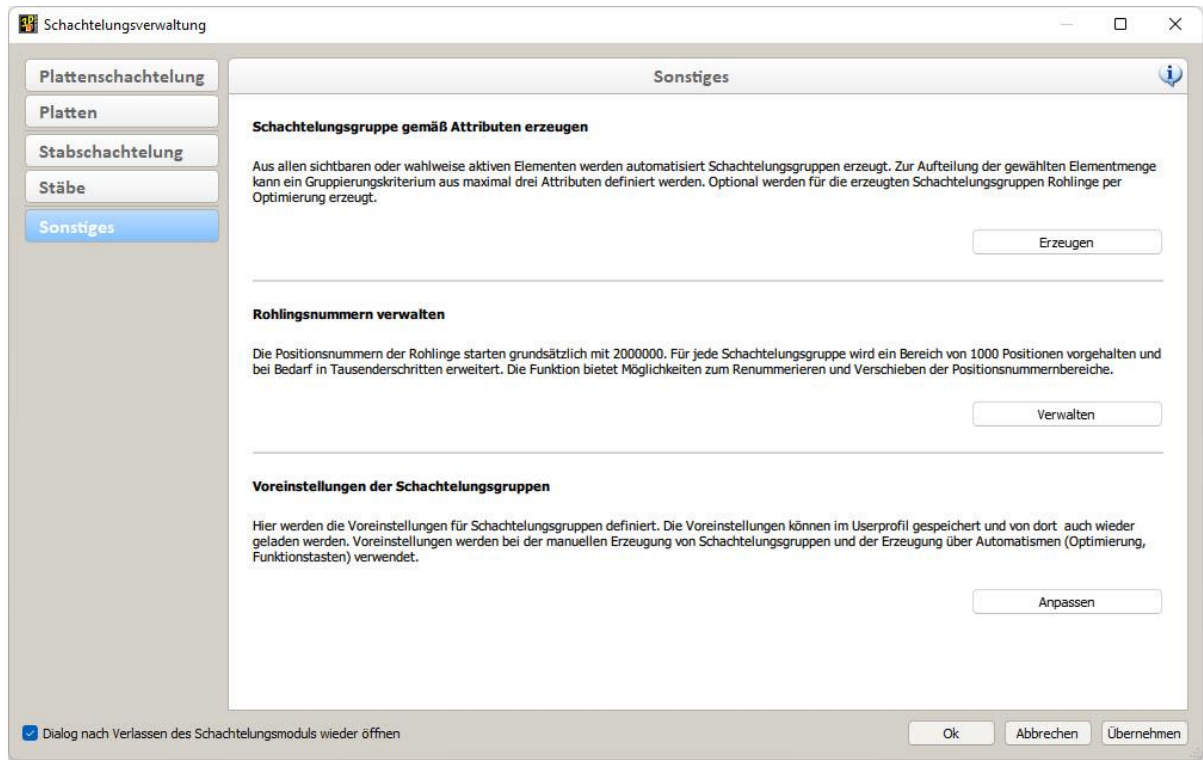 Schachtelungsverwaltung
Plattenschachtelung
Platten
Stabschachtelung
Stäbe
Sonstiges
Sonstiges
Schachtelungsgruppe gemäß Attributen erzeugen
Aus allen sichtbaren oder wahlweise aktiven Elementen werden automatisiert Schachtelungsgruppen erzeugt. Zur Aufteilung der gewählten Elementmenge
kann ein Gruppierungskriterium aus maximal drei Attributen definiert werden. Optional werden für die erzeugten Schachtelungsgruppen Rohlinge per
Optimierung erzeugt.
Erzeugen
Rohlingsnummern verwalten
Die Positionsnummern der Rohlinge starten grundsätzlich mit 2000000. Für jede Schachtelungsgruppe wird ein Bereich von 1000 Positionen vorgehalten und
bei Bedarf in Tausenderschritten erweitert. Die Funktion bietet Möglichkeiten zum Renummerieren und Verschieben der Positionsnummernbereiche.
Verwalten
Voreinstellungen der Schachtelungsgruppen
Hier werden die Voreinstellungen für Schachtelungsgruppen definiert. Die Voreinstellungen können im Userprofil gespeichert und von dort auch wieder
geladen werden. Voreinstellungen werden bei der manuellen Erzeugung von Schachtelungsgruppen und der Erzeugung über Automatismen (Optimierung,
Funktionstasten) verwendet.
Anpassen
Dialog nach Verlassen des Schachtelungsmoduls wieder öffnen
Ok
Abbrechen
Übernehmen